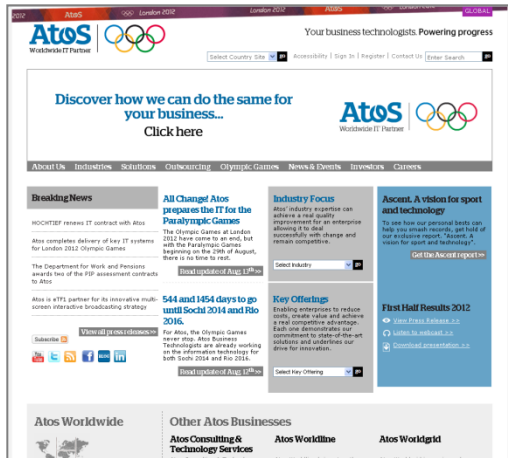 2012 Atos London 2012 London 2012 Atos
GLOBAL
Atos
Worldwide IT Partner
Your business technologists. Powering progress
Select Country Site go Accessibility | Sign In | Register | Contact Us Enter Search go
Discover how we can do the same for
your business...
Click here
Atos
Worldwide IT Partner
About Us Industries Solutions Outsourcing Olympic Games News & Events Investors Careers
Breaking News
HOCHTIEF renews IT contract with Atos
Atos completes delivery of key IT systems
for London 2012 Olympic Games
The Department for Work and Pensions
awards two of the PIP assessment contracts
to Atos
Atos is eTF1 partner for its innovative multi-
screen interactive broadcasting strategy
View all press releases >>
Subscribe
You Tube
BLOG
in
All Change! Atos
prepares the IT for the
Paralympic Games
The Olympic Games at London
2012 have come to an end, but
with the Paralympic Games
beginning on the 29th of August,
there is no time to rest.
Read update of Aug. 13th >>
544 and 1454 days to go
until Sochi 2014 and Rio
2016.
For Atos, the Olympic Games
never stop. Atos Business
Technologists are already working
on the information technology for
both Sochi 2014 and Rio 2016.
Read update of Aug. 12th >>
Industry Focus
Atos' industry expertise can
achieve a real quality
improvement for an enterprise
allowing it to deal
successfully with change and
remain competitive.
Select Industry go
Key Offerings
Enabling enterprises to reduce
costs, create value and achieve
a real competitive advantage.
Each one demonstrates our
commitment to state-of-the-art
solutions and underlines our
drive for innovation.
Select Key Offering go
Ascent, A vision for sport
and technology
To see how our personal bests can
help you smash records, get hold of
our exclusive report. "Ascent, A
vision for sport and technology".
Get the Ascent report >>
First Half Results 2012
View Press Release >>
Listen to webcast >>
Download presentation >>
Atos Worldwide
Other Atos Businesses
Atos Consulting &
Technology Services
Atos Worldline
Atos Worldgrid